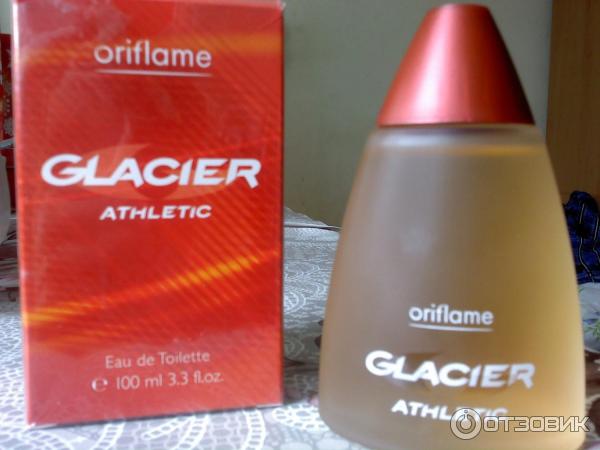 oriflame
GLACIER
ATHLETIC
Eau de Toilette
e 100 ml 3.3 fl.oz.
oriflame
GLACIER
ATHLETIC
ОТЗОВИК